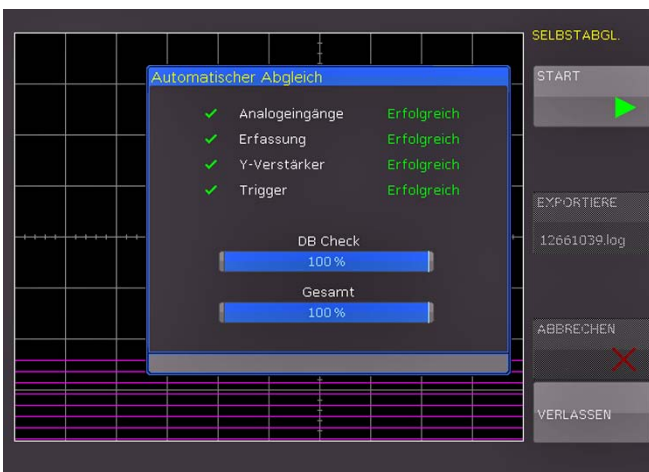 SELBSTABGL.
Automatischer Abgleich
START
Analogeingänge Erfolgreich
Erfassung Erfolgreich
Y-Verstärker Erfolgreich
Trigger Erfolgreich
EXPORTIERE
12661039.log
DB Check
100 %
Gesamt
100 %
ABBRECHEN
VERLASSEN